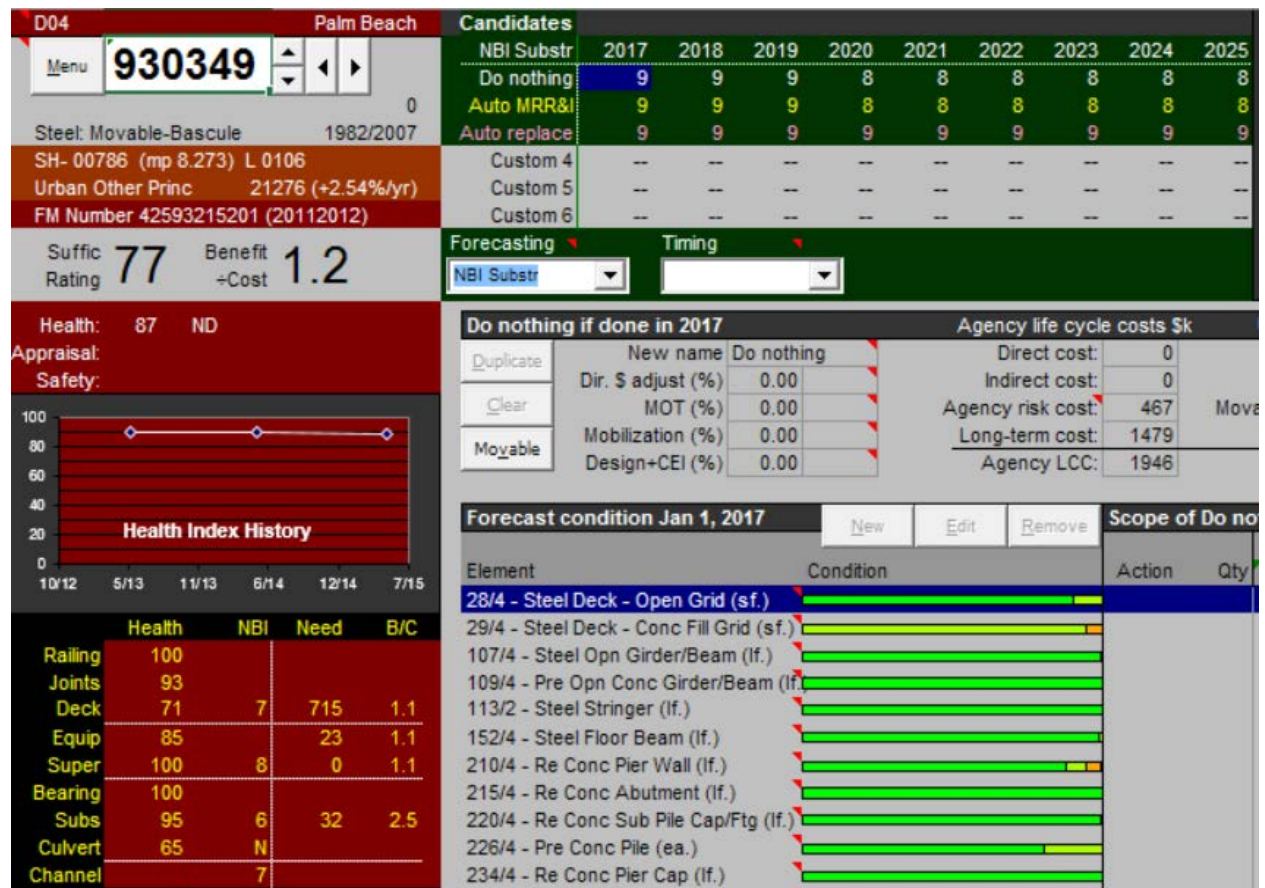 D04 Palm Beach
Menu 930349
0
Steel: Movable-Bascule 1982/2007
SH- 00786 (mp 8.273) L 0106
Urban Other Princ 21276 (+2.54%/yr)
FM Number 42593215201 (20112012)
Suffic Rating 77 Benefit ÷Cost 1.2
Health: 87 ND
Appraisal:
Safety:
100
80
60
40
20
0
Health Index History
10/12 5/13 11/13 6/14 12/14 7/15
Health NBI Need B/C
Railing 100
Joints 93
Deck 71 7 715 1.1
Equip 85 23 1.1
Super 100 8 0 1.1
Bearing 100
Subs 95 6 32 2.5
Culvert 65 N
Channel 7
Candidates
NBI Substr 2017 2018 2019 2020 2021 2022 2023 2024 2025
Do nothing 9 9 9 8 8 8 8 8 8
Auto MRR&I 9 9 9 8 8 8 8 8 8
Auto replace 9 9 9 9 9 9 9 9 9
Custom 4 -- -- -- -- -- -- -- -- --
Custom 5 -- -- -- -- -- -- -- -- --
Custom 6 -- -- -- -- -- -- -- -- --
Forecasting Timing
NBI Substr
Do nothing if done in 2017 Agency life cycle costs $k
Duplicate New name Do nothing Direct cost: 0
Dir. $ adjust (%) 0.00 Indirect cost: 0
Clear MOT (%) 0.00 Agency risk cost: 467 Mova
Mobilization (%) 0.00 Long-term cost: 1479
Movable Design+CEI (%) 0.00 Agency LCC: 1946
Forecast condition Jan 1, 2017 New Edit Remove Scope of Do no
Element Condition Action Qty
28/4 - Steel Deck - Open Grid (sf.)
29/4 - Steel Deck - Conc Fill Grid (sf.)
107/4 - Steel Opn Girder/Beam (lf.)
109/4 - Pre Opn Conc Girder/Beam (lf.)
113/2 - Steel Stringer (lf.)
152/4 - Steel Floor Beam (lf.)
210/4 - Re Conc Pier Wall (lf.)
215/4 - Re Conc Abutment (lf.)
220/4 - Re Conc Sub Pile Cap/Ftg (lf.)
226/4 - Pre Conc Pile (ea.)
234/4 - Re Conc Pier Cap (lf.)